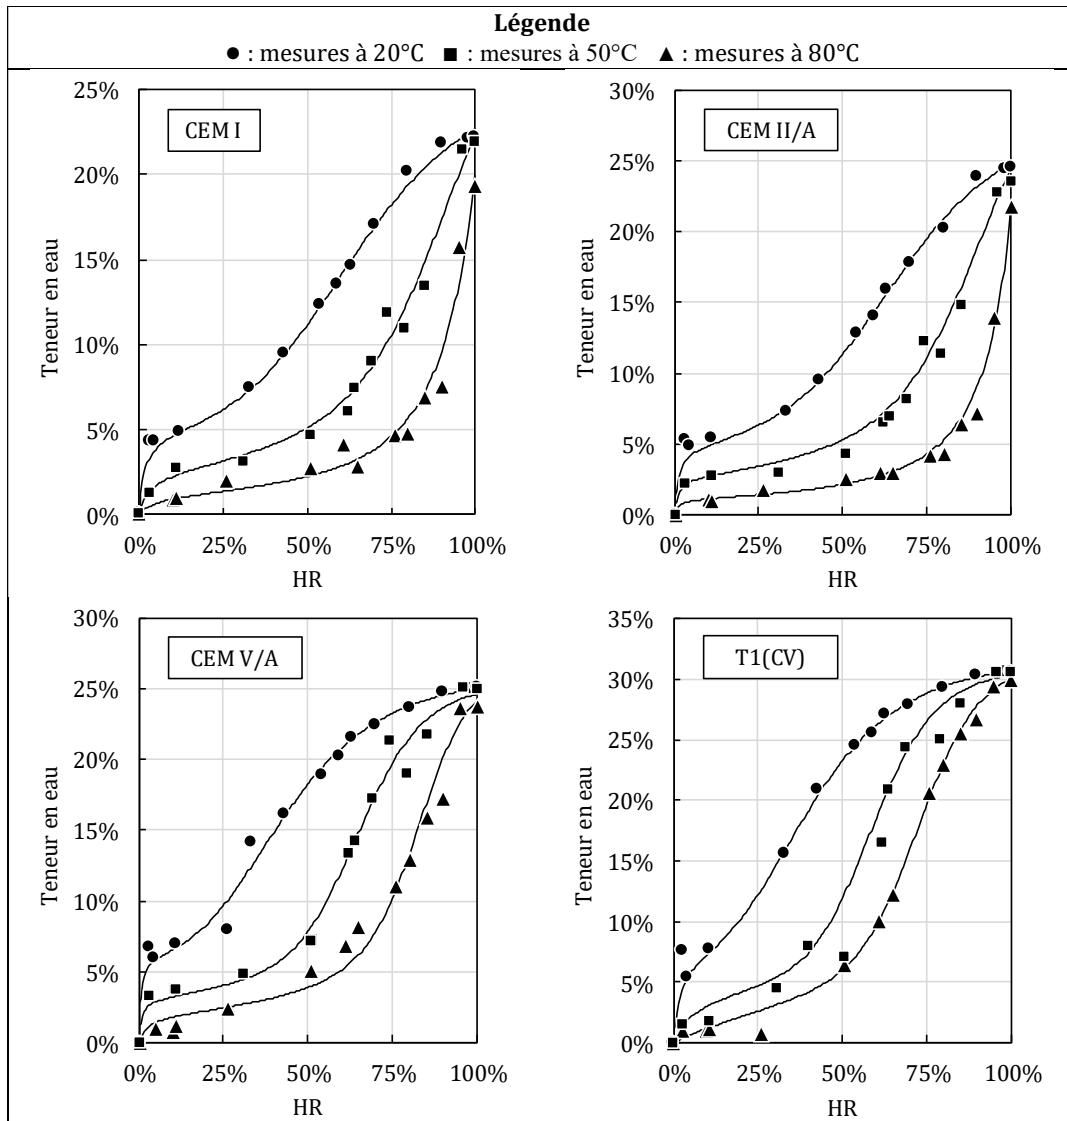 Légende
● : mesures à 20°C ■ : mesures à 50°C ▲ : mesures à 80°C
CEM I
25%
20%
15%
10%
5%
0%
Teneur en eau
0% 25% 50% 75% 100%
HR
CEM II/A
30%
25%
20%
15%
10%
5%
0%
Teneur en eau
0% 25% 50% 75% 100%
HR
CEM V/A
30%
25%
20%
15%
10%
5%
0%
Teneur en eau
0% 25% 50% 75% 100%
HR
T1(CV)
35%
30%
25%
20%
15%
10%
5%
0%
Teneur en eau
0% 25% 50% 75% 100%
HR